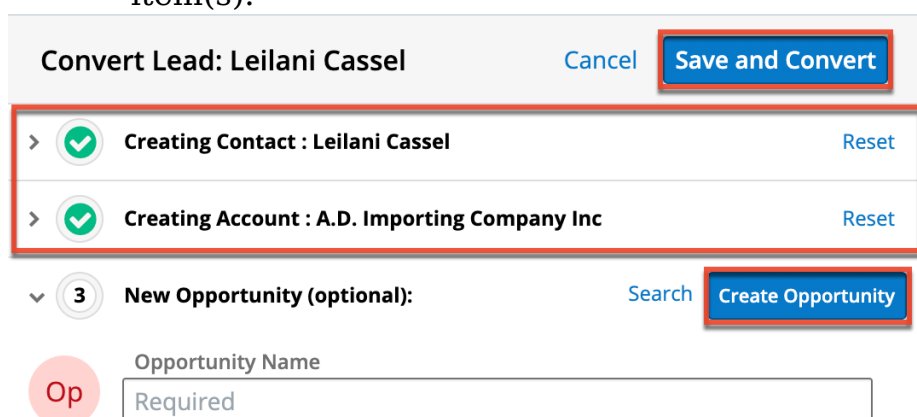 item(s).
Convert Lead: Leilani Cassel Cancel Save and Convert
Creating Contact : Leilani Cassel Reset
Creating Account : A.D. Importing Company Inc Reset
3 New Opportunity (optional): Search Create Opportunity
Opportunity Name
Op Required